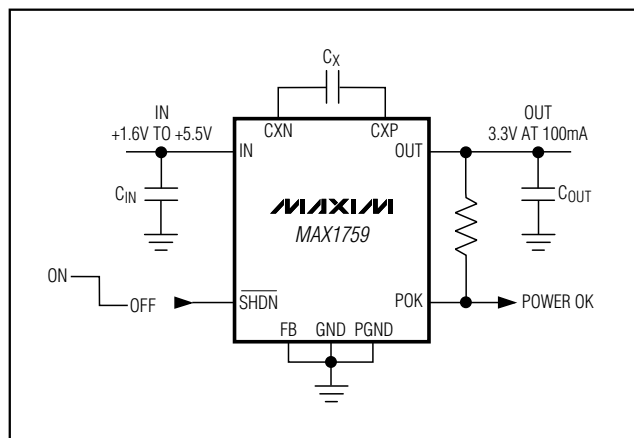 CX
IN
+1.6V TO +5.5V
CXN
CXP
OUT
3.3V AT 100mA
IN
OUT
CIN
MAXIM
MAX1759
COUT
ON
OFF
SHDN
POK
POWER OK
FB
GND
PGND